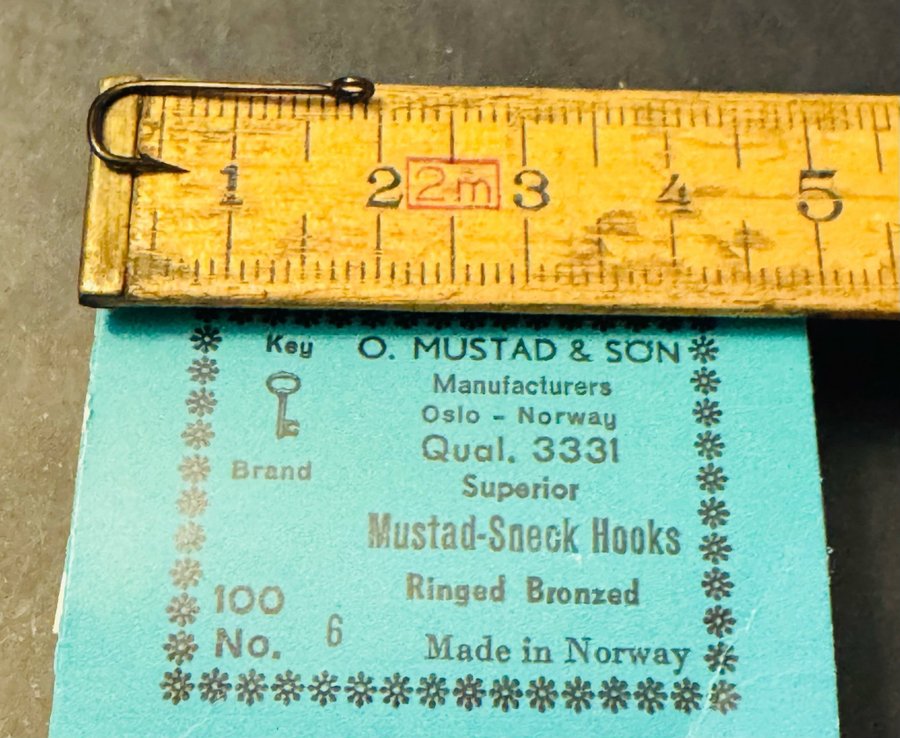 1 2 2m 3 4 5
Key O. MUSTAD & SÖN
Manufacturers
Oslo - Norway
Qual. 3331
Superior
Brand
Mustad-Sneck Hooks
Ringed Bronzed
100
No. 6
Made in Norway